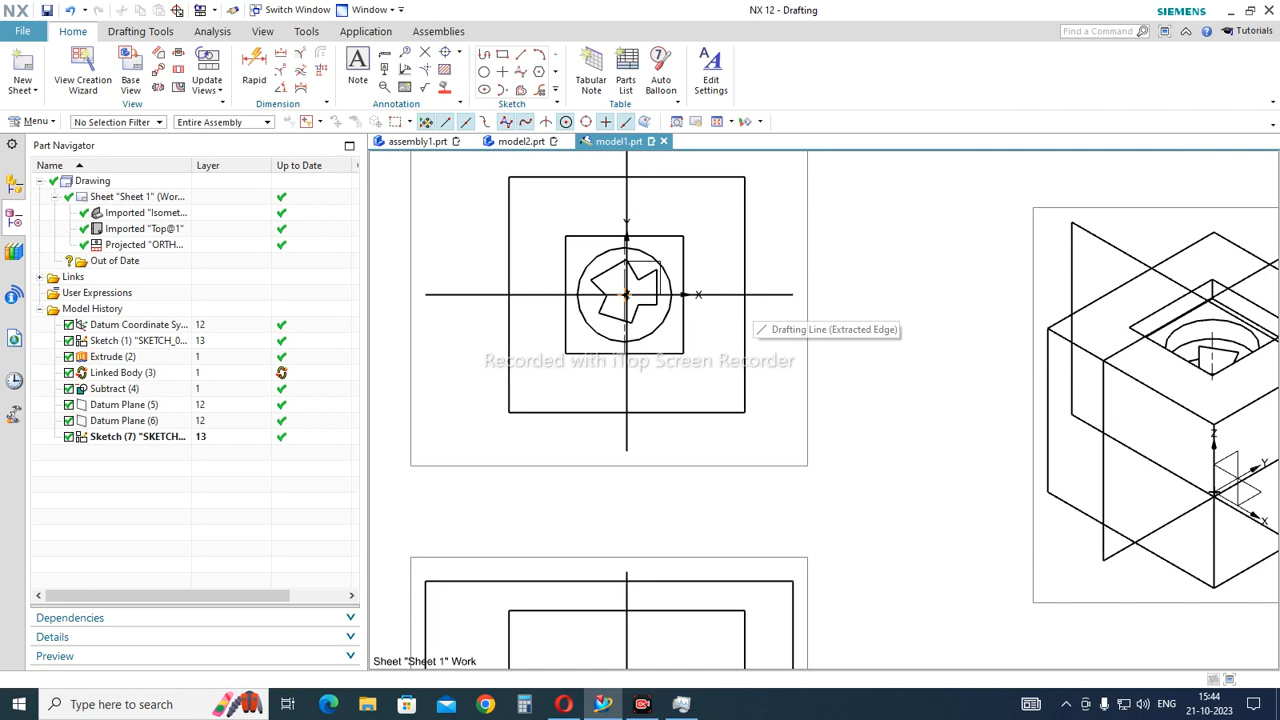 NX
Switch Window
Window
NX 12 - Drafting
SIEMENS
File
Home
Drafting Tools
Analysis
View
Tools
Application
Assemblies
Find a Command
Tutorials
New Sheet
View Creation Wizard
Base View
Update Views
Rapid
Note
Tabular Note
Parts List
Auto Balloon
Edit Settings
View
Dimension
Annotation
Sketch
Table
Menu
No Selection Filter
Entire Assembly
Part Navigator
assembly1.prt
model2.prt
model1.prt
Name
Layer
Up to Date
Drawing
Sheet "Sheet 1" (Wor...
Imported "Isomet...
Imported "Top@1"
Projected "ORTH...
Out of Date
Links
User Expressions
Model History
Datum Coordinate Sy...
12
Sketch (1) "SKETCH_0...
13
Extrude (2)
1
Linked Body (3)
1
Subtract (4)
1
Datum Plane (5)
12
Datum Plane (6)
12
Sketch (7) "SKETCH...
13
Y
X
Drafting Line (Extracted Edge)
Recorded with iTop Screen Recorder
Z
Y
X
Dependencies
Details
Preview
Sheet "Sheet 1" Work
Type here to search
ENG
15:44
21-10-2023